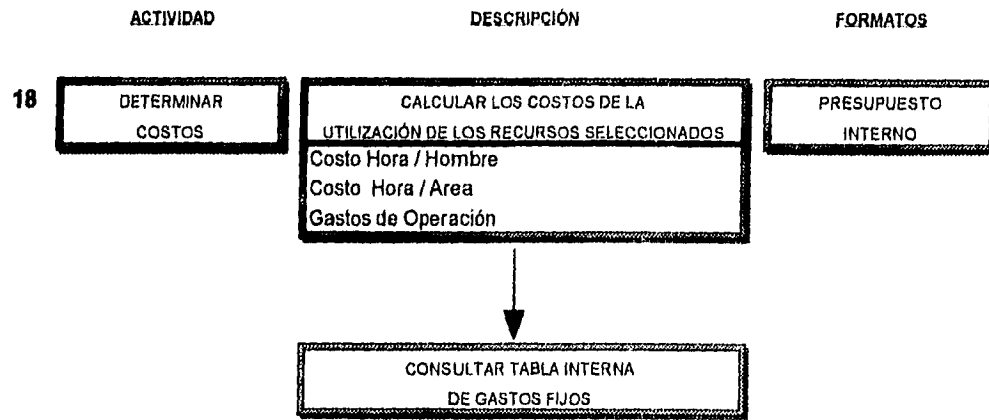 ACTIVIDAD DESCRIPCIÓN FORMATOS
18
DETERMINAR
COSTOS
CALCULAR LOS COSTOS DE LA
UTILIZACIÓN DE LOS RECURSOS SELECCIONADOS
Costo Hora / Hombre
Costo Hora / Area
Gastos de Operación
PRESUPUESTO
INTERNO
CONSULTAR TABLA INTERNA
DE GASTOS FIJOS